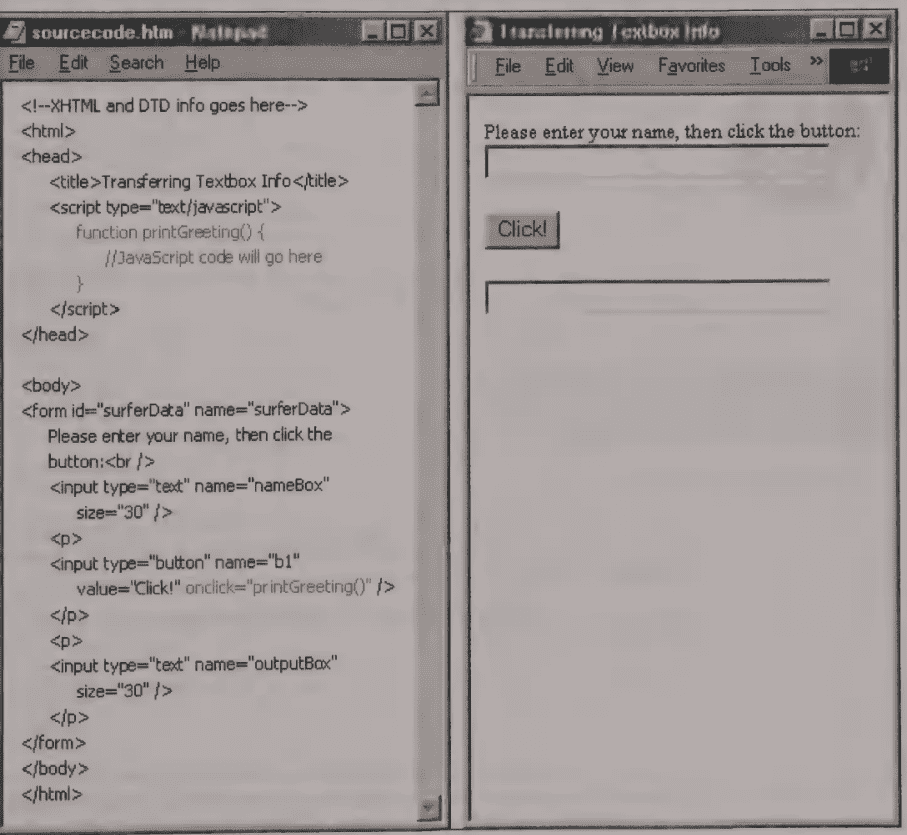 sourcecode.htm - Notepad
File Edit Search Help
<!--XHTML and DTD info goes here-->
<html>
<head>
<title>Transferring Textbox Info</title>
<script type="text/javascript">
function printGreeting() {
//JavaScript code will go here
}
</script>
</head>
<body>
<form id="surferData" name="surferData">
Please enter your name, then click the
button:<br />
<input type="text" name="nameBox"
size="30" />
<p>
<input type="button" name="b1"
value="Click!" onclick="printGreeting()" />
</p>
<p>
<input type="text" name="outputBox"
size="30" />
</p>
</form>
</body>
</html>
Transferring Textbox Info
File Edit View Favorites Tools »
Please enter your name, then click the button:
Click!